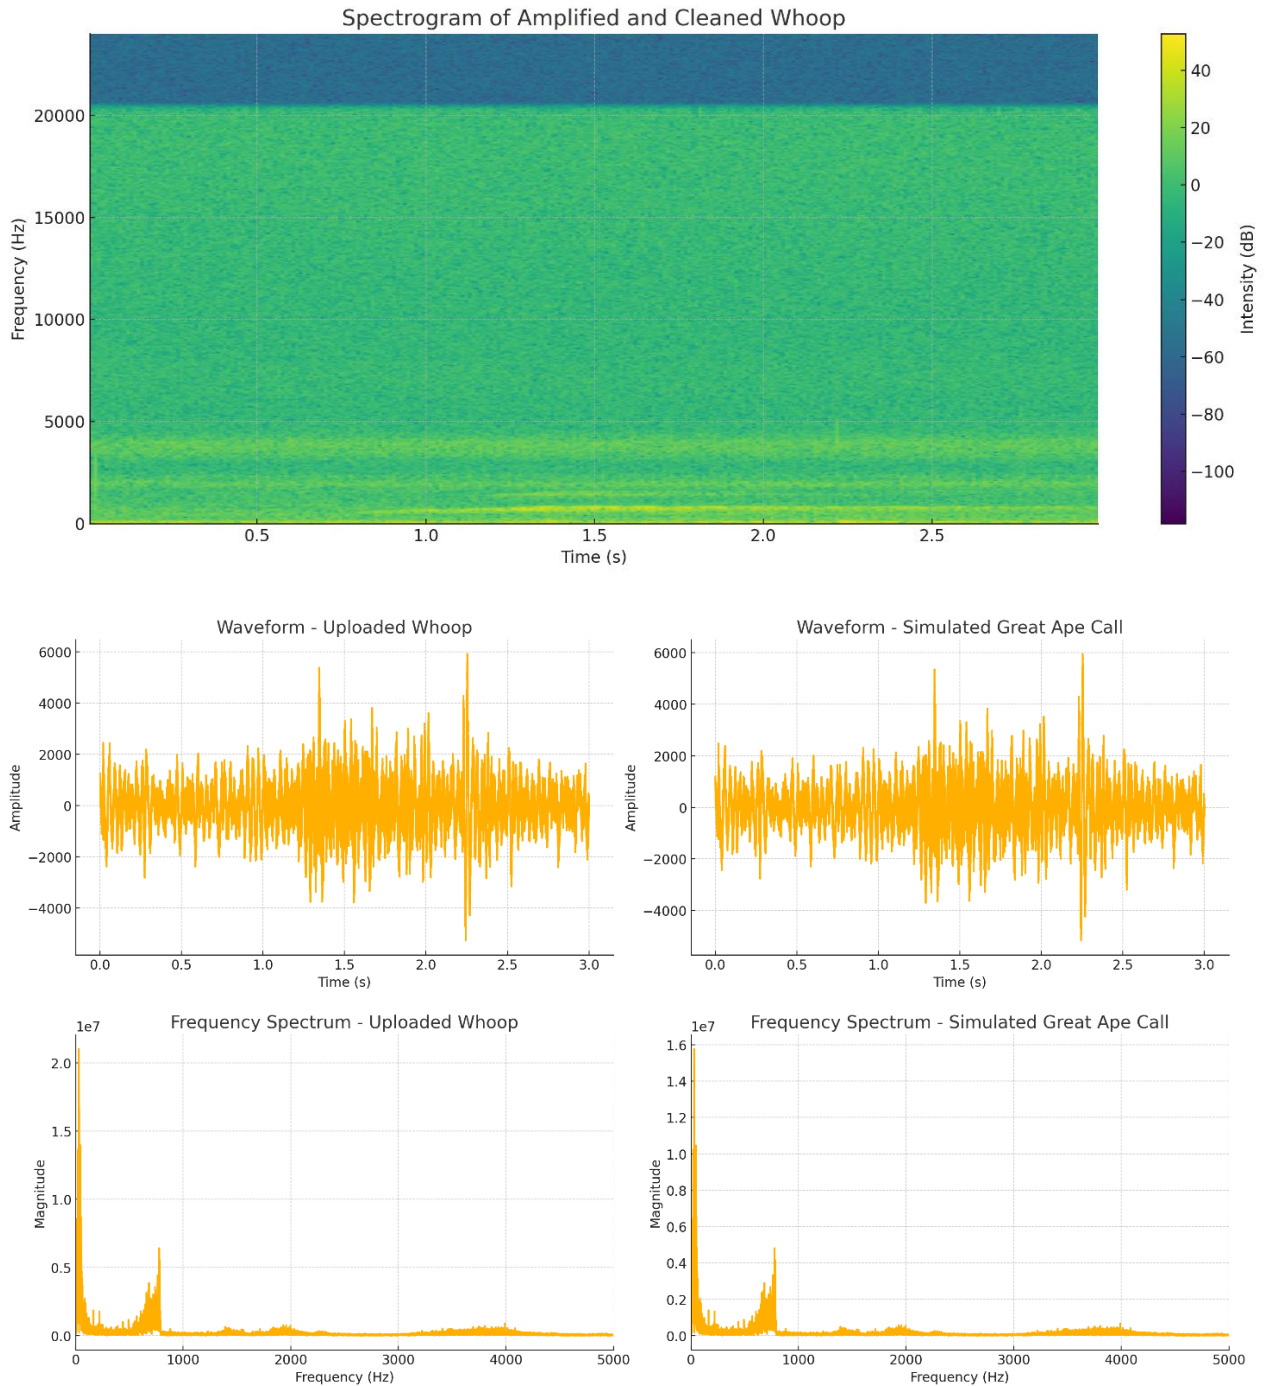 Spectrogram of Amplified and Cleaned Whoop
Frequency (Hz)
20000
15000
10000
5000
0
0.5 1.0 1.5 2.0 2.5
Time (s)
40
20
0
−20
−40
−60
−80
−100
Intensity (dB)
Waveform - Uploaded Whoop
Amplitude
6000
4000
2000
0
−2000
−4000
0.0 0.5 1.0 1.5 2.0 2.5 3.0
Time (s)
Waveform - Simulated Great Ape Call
Amplitude
6000
4000
2000
0
−2000
−4000
0.0 0.5 1.0 1.5 2.0 2.5 3.0
Time (s)
Frequency Spectrum - Uploaded Whoop
1e7
Magnitude
2.0
1.5
1.0
0.5
0.0
0 1000 2000 3000 4000 5000
Frequency (Hz)
Frequency Spectrum - Simulated Great Ape Call
1e7
Magnitude
1.6
1.4
1.2
1.0
0.8
0.6
0.4
0.2
0.0
0 1000 2000 3000 4000 5000
Frequency (Hz)